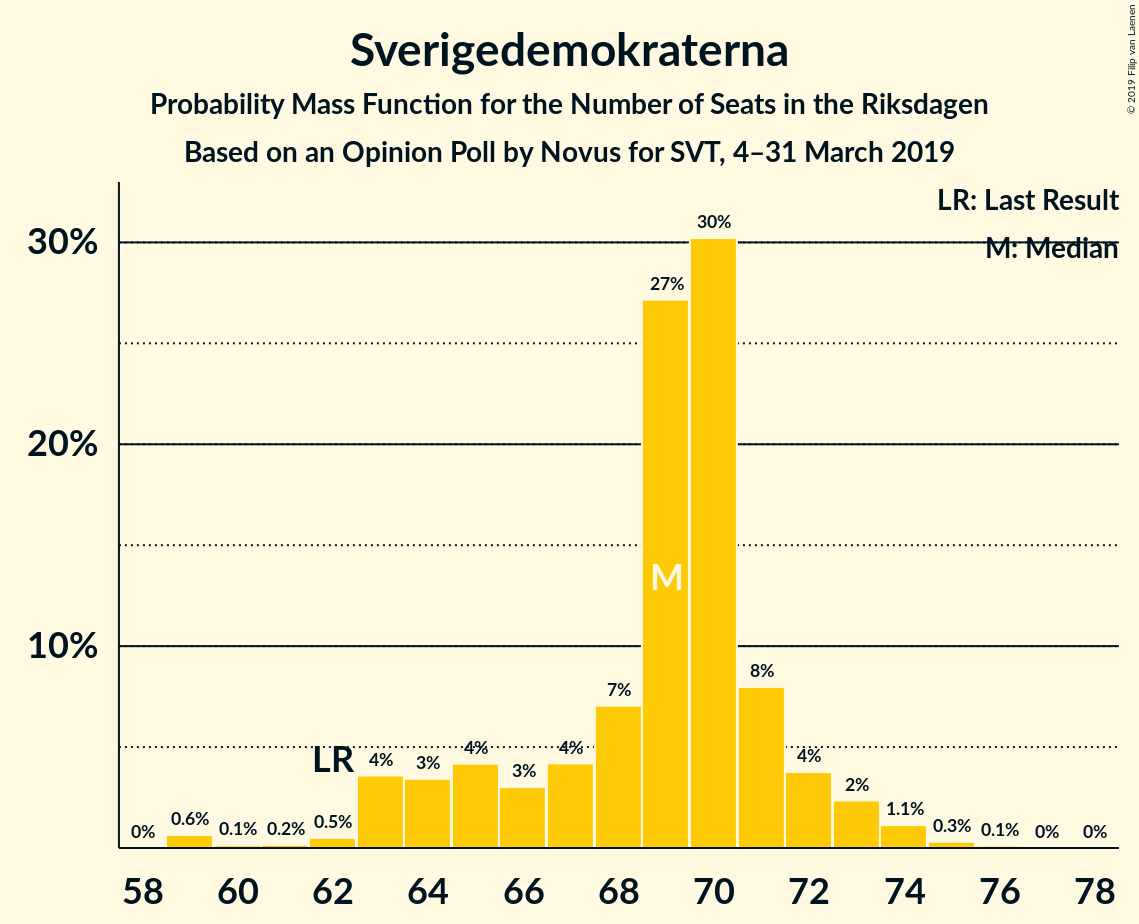 Sverigedemokraterna
Probability Mass Function for the Number of Seats in the Riksdagen
Based on an Opinion Poll by Novus for SVT, 4–31 March 2019
© 2019 Filip van Laenen
LR: Last Result
M: Median
30%
20%
10%
0%
0.6%
0.1%
0.2%
0.5%
LR
4%
3%
4%
3%
4%
7%
27%
M
30%
8%
4%
2%
1.1%
0.3%
0.1%
0%
0%
58 60 62 64 66 68 70 72 74 76 78